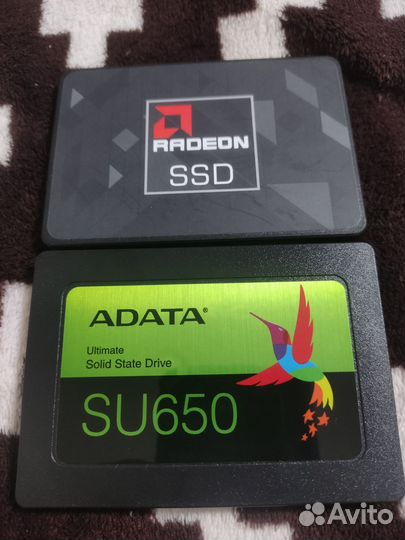 RADEON
SSD
ADATA®
Ultimate
Solid State Drive
SU650
Avito